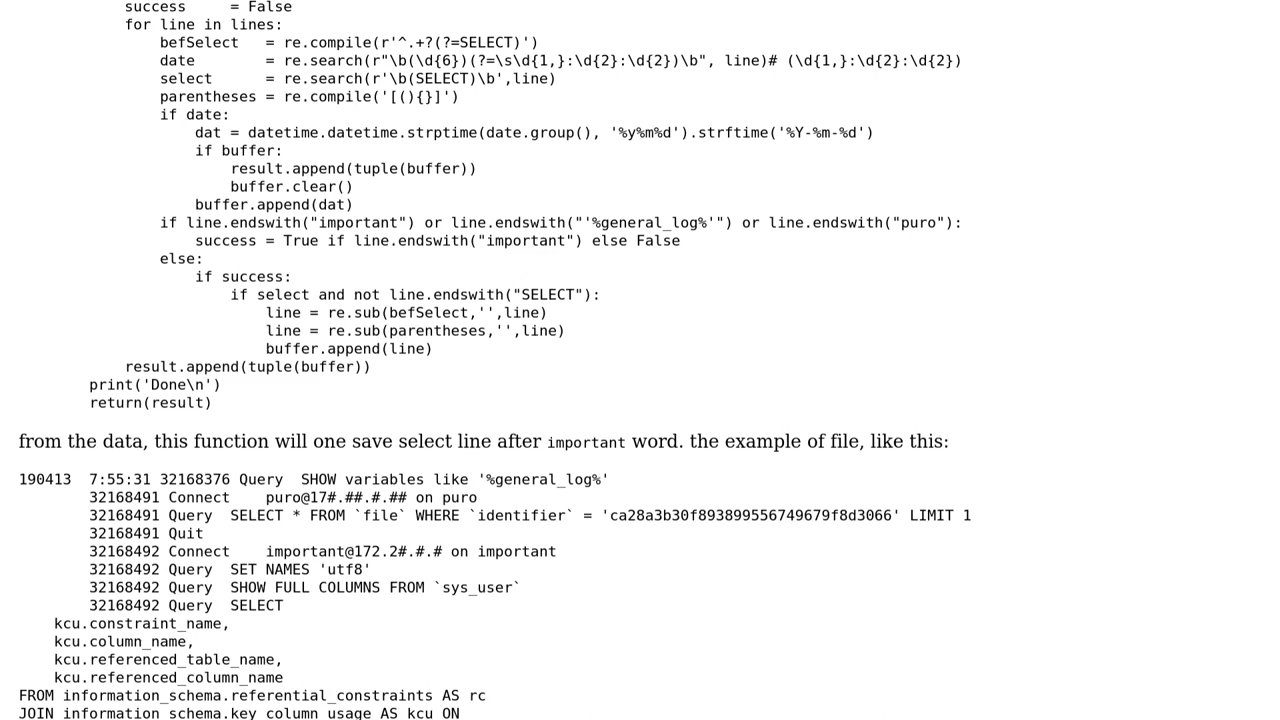 success     = False
for line in lines:
befSelect   = re.compile(r'^.+?(?=SELECT)')
date        = re.search(r"\b(\d{6})(?=\s\d{1,}:\d{2}:\d{2})\b", line)# (\d{1,}:\d{2}:\d{2})
select      = re.search(r'\b(SELECT)\b',line)
parentheses = re.compile('[(){}]')
if date:
dat = datetime.datetime.strptime(date.group(), '%y%m%d').strftime('%Y-%m-%d')
if buffer:
result.append(tuple(buffer))
buffer.clear()
buffer.append(dat)
if line.endswith("important") or line.endswith("'%general_log%'") or line.endswith("puro"):
success = True if line.endswith("important") else False
else:
if success:
if select and not line.endswith("SELECT"):
line = re.sub(befSelect,'',line)
line = re.sub(parentheses,'',line)
buffer.append(line)
result.append(tuple(buffer))
print('Done\n')
return(result)
from the data, this function will one save select line after important word. the example of file, like this:
190413  7:55:31 32168376 Query  SHOW variables like '%general_log%'
32168491 Connect    puro@17#.##.#.## on puro
32168491 Query  SELECT * FROM `file` WHERE `identifier` = 'ca28a3b30f893899556749679f8d3066' LIMIT 1
32168491 Quit
32168492 Connect    important@172.2#.#.# on important
32168492 Query  SET NAMES 'utf8'
32168492 Query  SHOW FULL COLUMNS FROM `sys_user`
32168492 Query  SELECT
kcu.constraint_name,
kcu.column_name,
kcu.referenced_table_name,
kcu.referenced_column_name
FROM information_schema.referential_constraints AS rc
JOIN information_schema.key_column_usage AS kcu ON